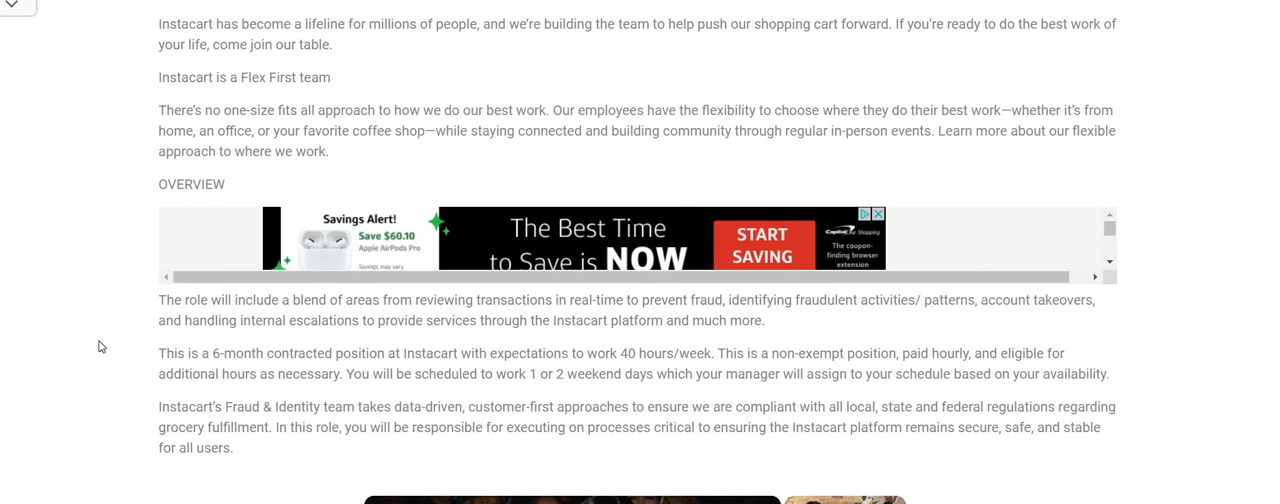 Instacart has become a lifeline for millions of people, and we’re building the team to help push our shopping cart forward. If you’re ready to do the best work of
your life, come join our table.
Instacart is a Flex First team
There’s no one-size fits all approach to how we do our best work. Our employees have the flexibility to choose where they do their best work—whether it’s from
home, an office, or your favorite coffee shop—while staying connected and building community through regular in-person events. Learn more about our flexible
approach to where we work.
OVERVIEW
Savings Alert!
Save $60.10
Apple AirPods Pro
Savings may vary.
The Best Time
to Save is NOW
START
SAVING
Capital One Shopping
The coupon-
finding browser
extension
The role will include a blend of areas from reviewing transactions in real-time to prevent fraud, identifying fraudulent activities/ patterns, account takeovers,
and handling internal escalations to provide services through the Instacart platform and much more.
This is a 6-month contracted position at Instacart with expectations to work 40 hours/week. This is a non-exempt position, paid hourly, and eligible for
additional hours as necessary. You will be scheduled to work 1 or 2 weekend days which your manager will assign to your schedule based on your availability.
Instacart’s Fraud & Identity team takes data-driven, customer-first approaches to ensure we are compliant with all local, state and federal regulations regarding
grocery fulfillment. In this role, you will be responsible for executing on processes critical to ensuring the Instacart platform remains secure, safe, and stable
for all users.